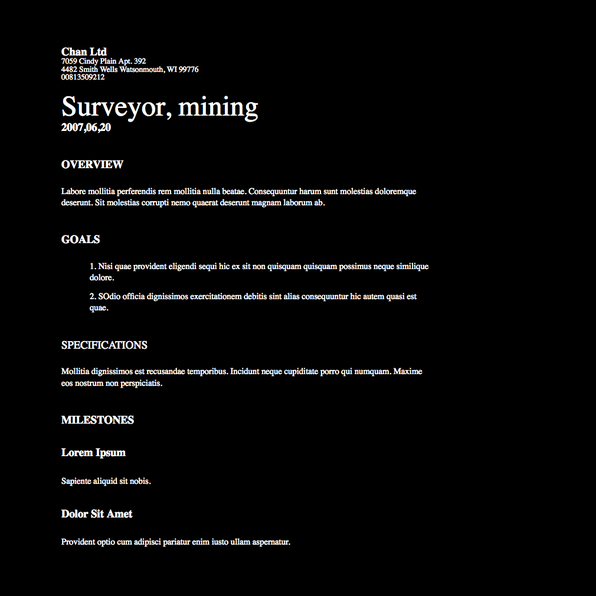 Chan Ltd
7059 Cindy Plain Apt. 392
4482 Smith Wells Watsonmouth, WI 99776
00813509212
Surveyor, mining
2007,06,20
OVERVIEW
Labore mollitia perferendis rem mollitia nulla beatae. Consequuntur harum sunt molestias doloremque
deserunt. Sit molestias corrupti nemo quaerat deserunt magnam laborum ab.
GOALS
1. Nisi quae provident eligendi sequi hic ex sit non quisquam quisquam possimus neque similique
dolore.
2. SOdio officia dignissimos exercitationem debitis sint alias consequuntur hic autem quasi est
quae.
SPECIFICATIONS
Mollitia dignissimos est recusandae temporibus. Incidunt neque cupiditate porro qui numquam. Maxime
eos nostrum non perspiciatis.
MILESTONES
Lorem Ipsum
Sapiente aliquid sit nobis.
Dolor Sit Amet
Provident optio cum adipisci pariatur enim iusto ullam aspernatur.